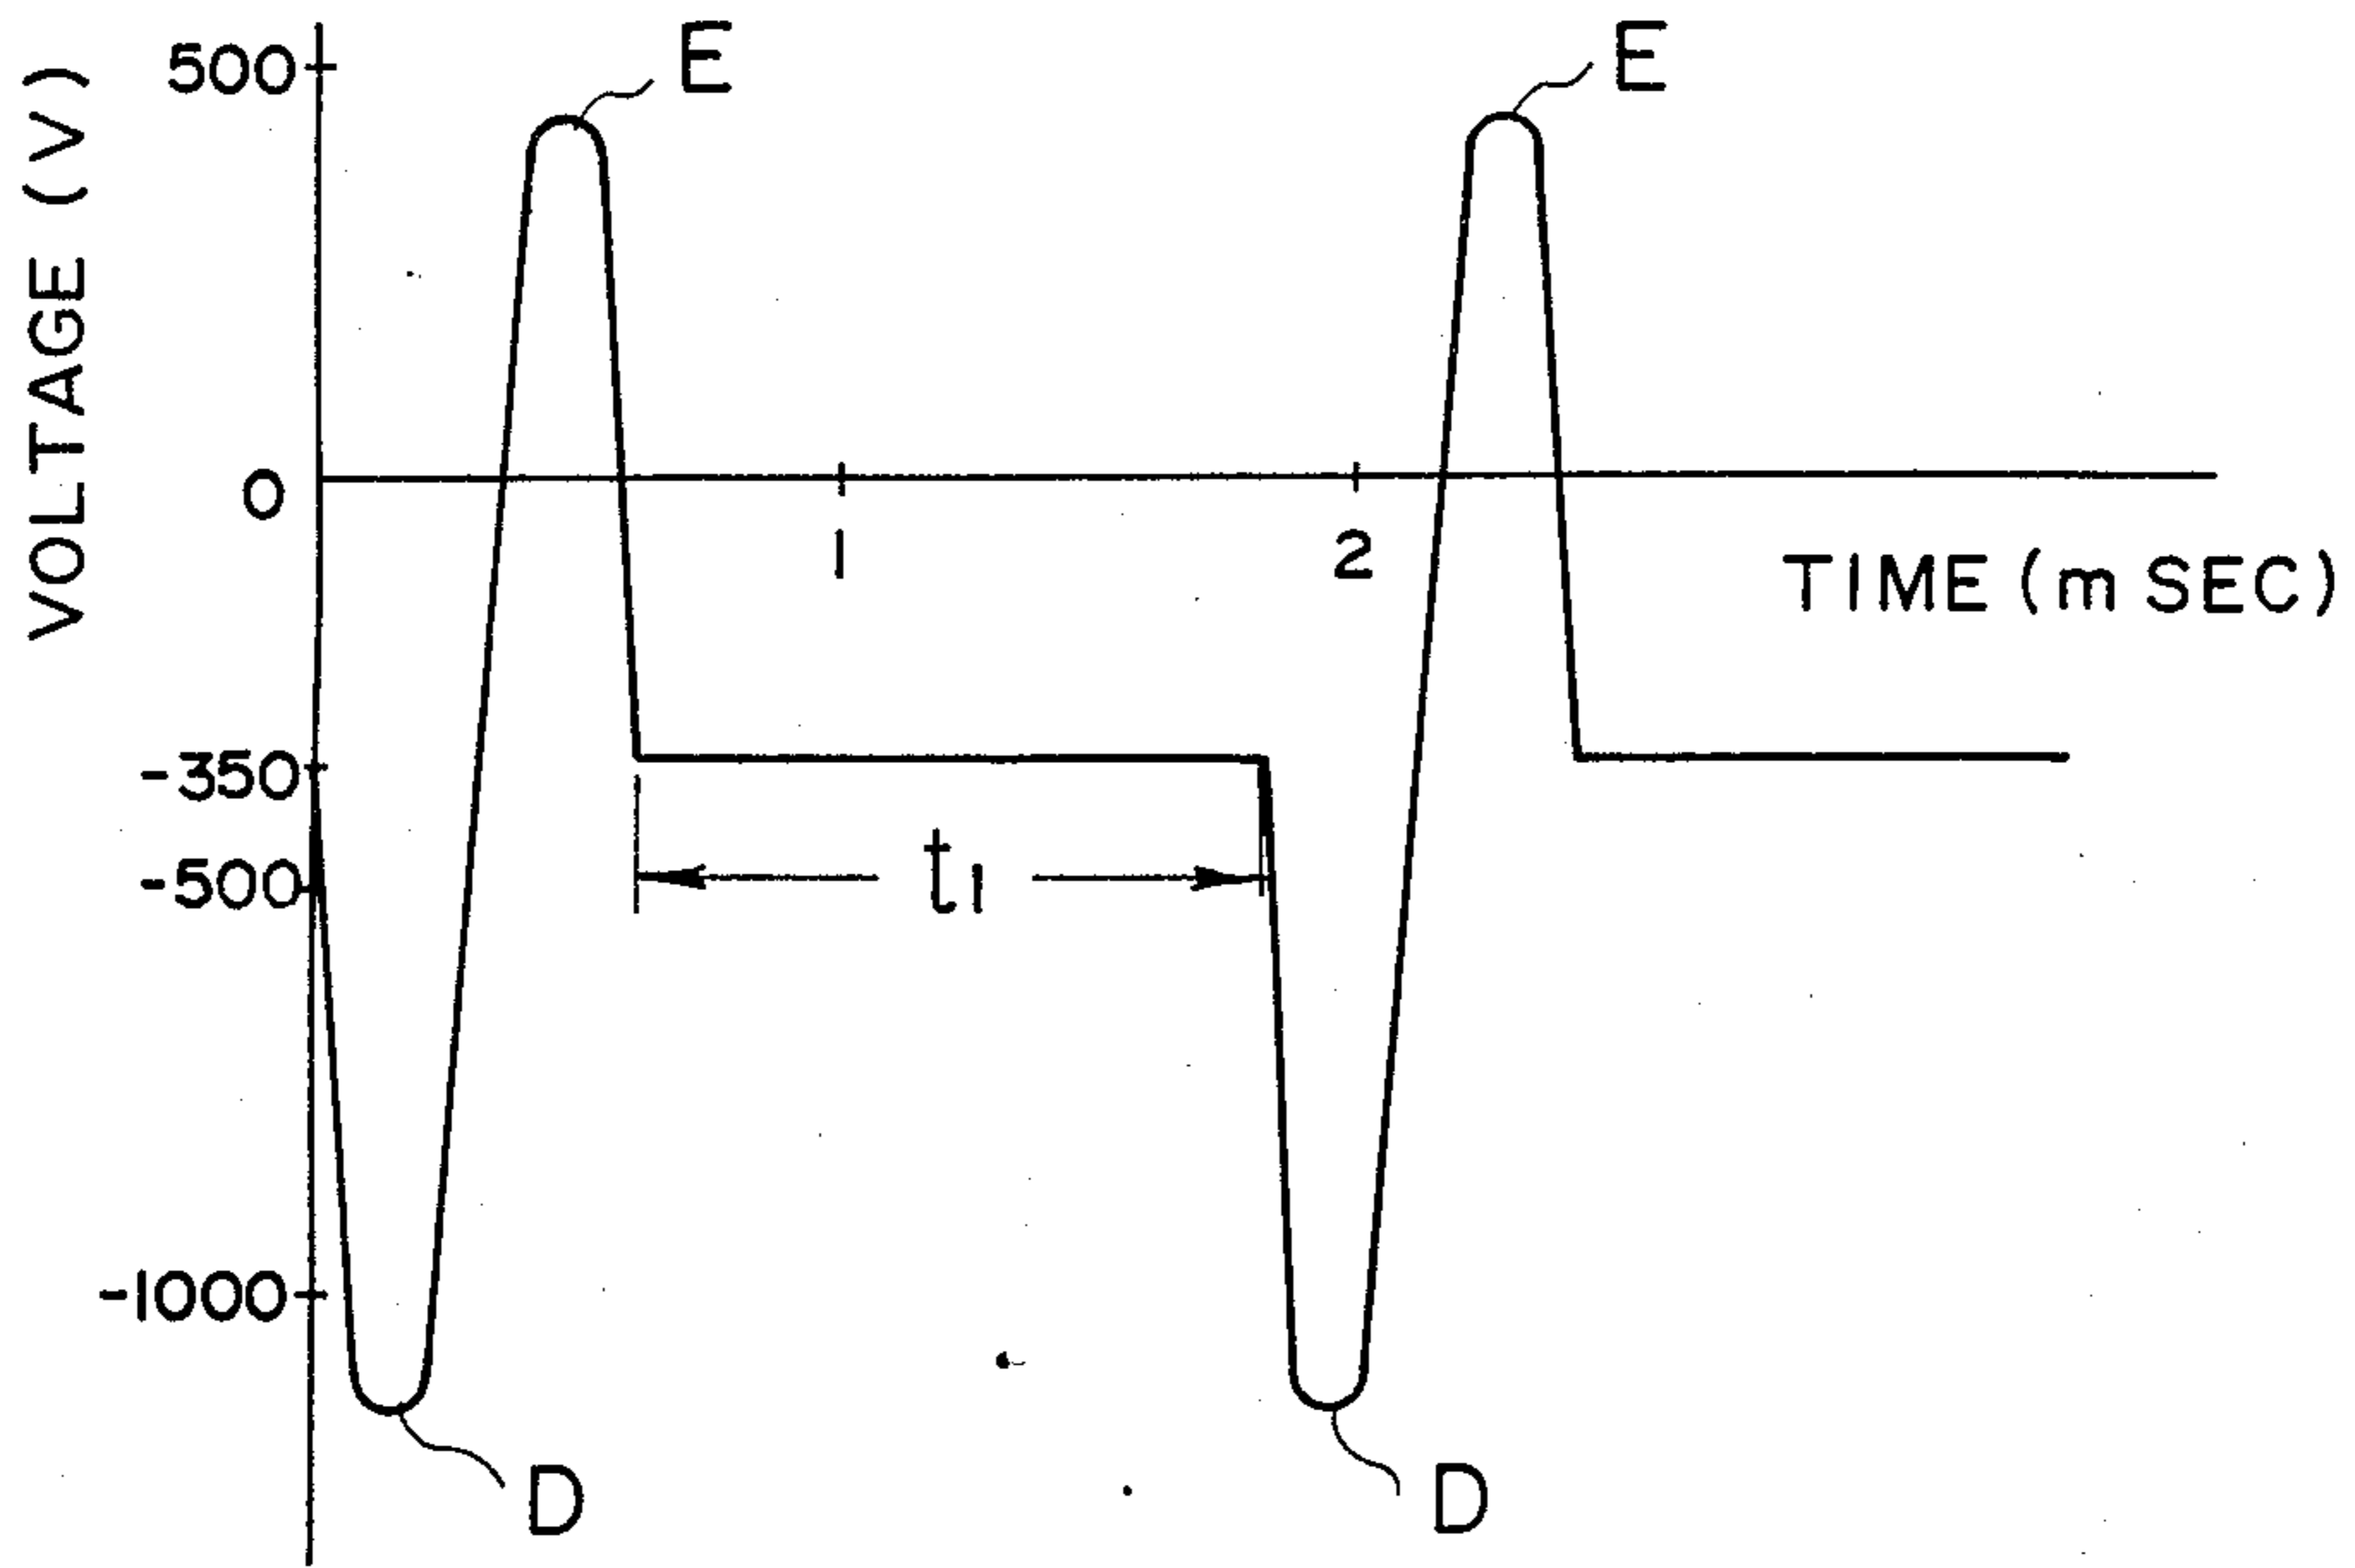 VOLTAGE (V)
500
E
E
0
1
2
TIME (m SEC)
-350
-500
t1
-1000
D
D